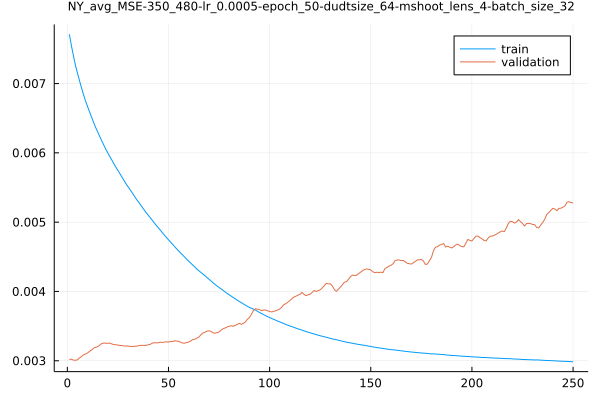 NY_avg_MSE-350_480-lr_0.0005-epoch_50-dudtsize_64-mshoot_lens_4-batch_size_32
train
validation
0.007
0.006
0.005
0.004
0.003
0 50 100 150 200 250